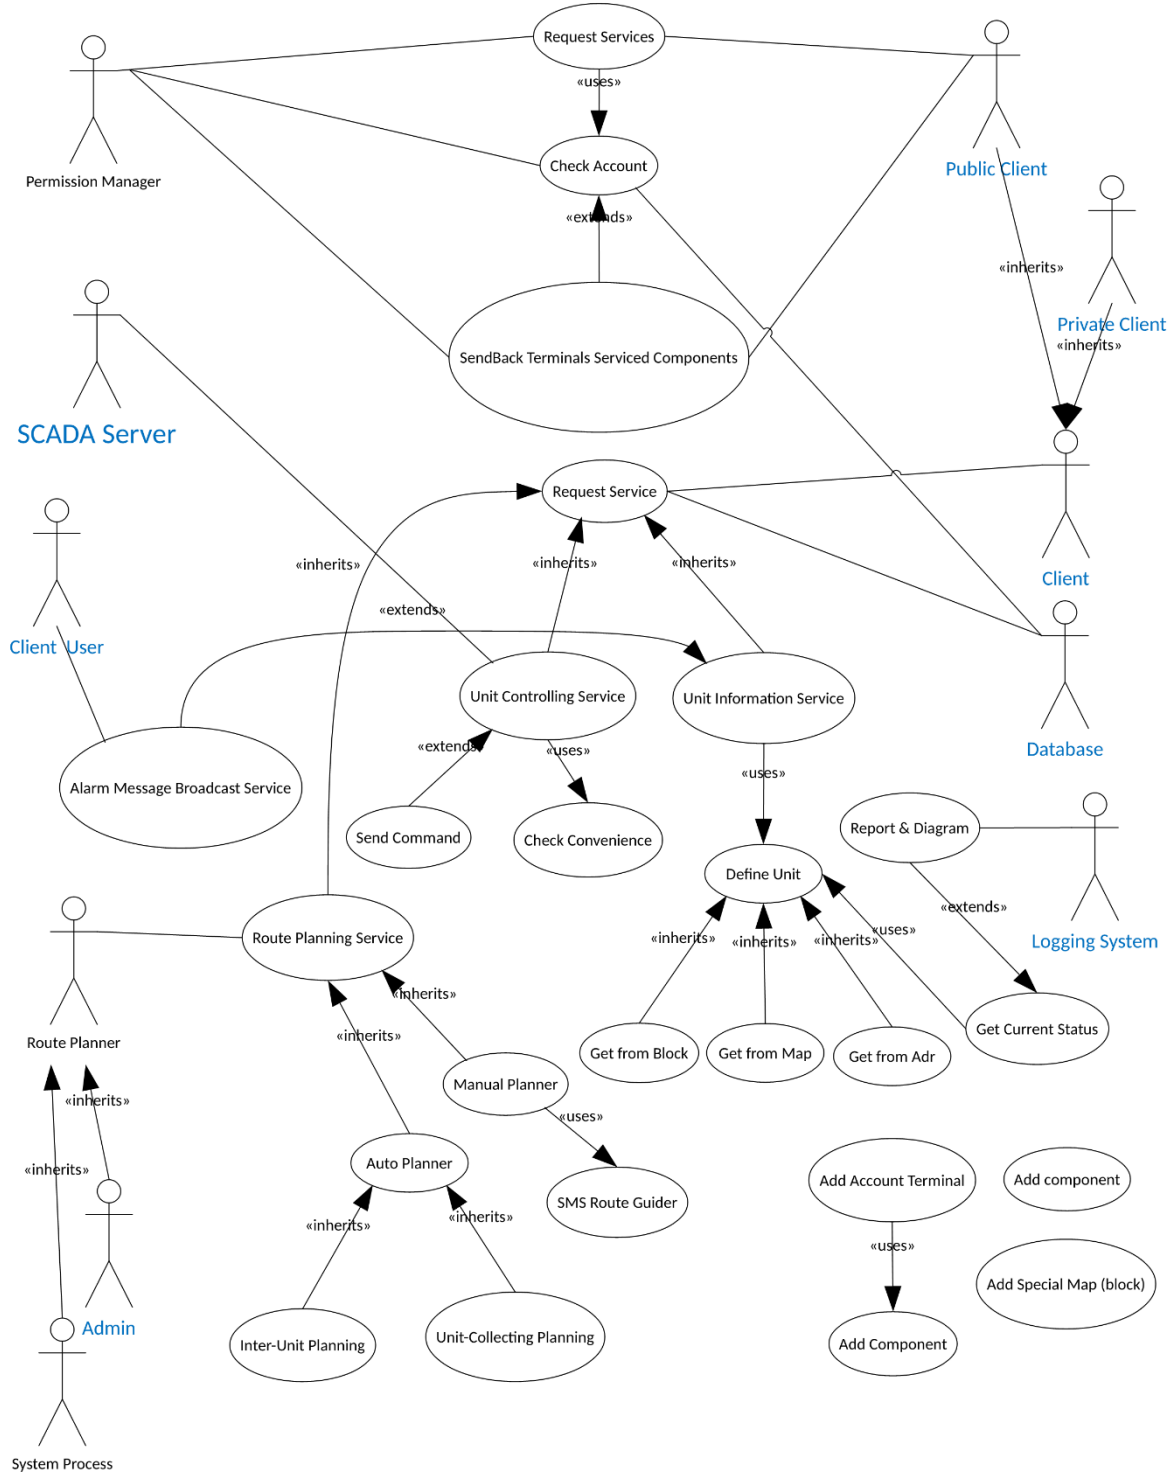 Request Services
«uses»
Public Client
Permission Manager
Check Account
«extends»
«inherits»
Private Client
«inherits»
SendBack Terminals Serviced Components
SCADA Server
Request Service
«inherits»
«inherits»
«inherits»
Client
«extends»
Client User
Unit Controlling Service
Unit Information Service
Database
«extends»
«uses»
«uses»
Alarm Message Broadcast Service
Send Command
Check Convenience
Report & Diagram
Define Unit
«extends»
«uses»
Route Planning Service
«inherits»
«inherits»
«inherits»
Logging System
«inherits»
Get Current Status
«inherits»
Route Planner
Get from Block
Get from Map
Get from Adr
Manual Planner
«inherits»
«uses»
Auto Planner
«inherits»
Add Account Terminal
Add component
SMS Route Guider
«inherits»
«inherits»
«uses»
Add Special Map (block)
Admin
Inter-Unit Planning
Unit-Collecting Planning
Add Component
System Process